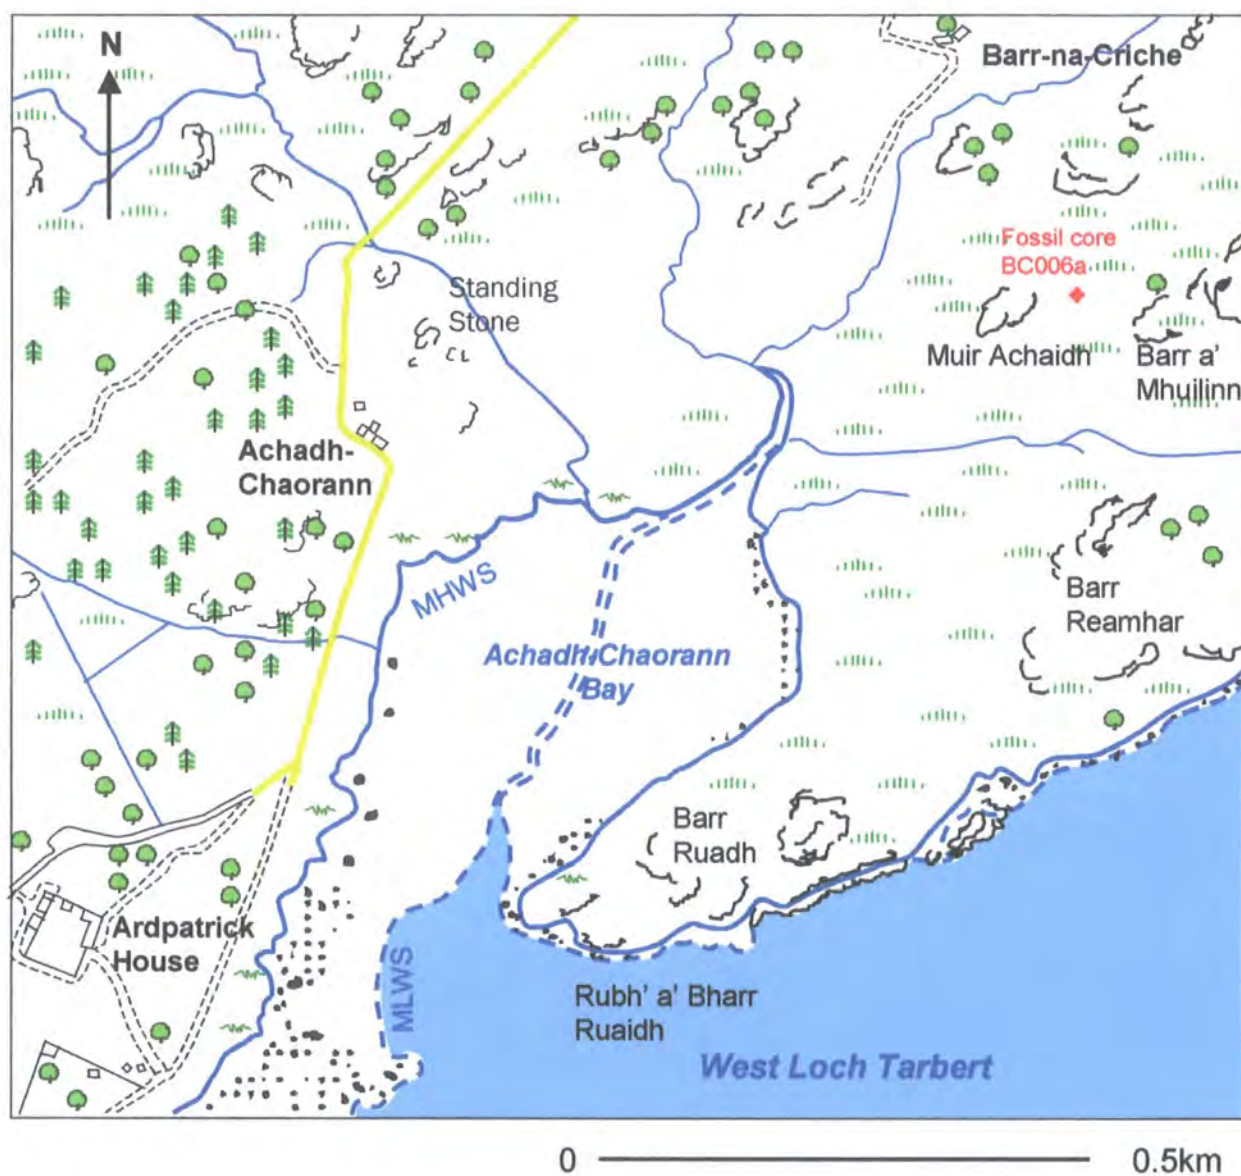 N
Barr-na-Criche
Fossil core
BC006a
Standing
Stone
Muir Achaidh
Barr a'
Mhuilinn
Achadh-
Chaorann
MHWS
Barr
Reamhar
Achadh-Chaorann
Bay
Barr
Ruadh
Ardpatrick
House
MLWS
Rubh' a' Bharr
Ruaidh
West Loch Tarbert
0
0.5km